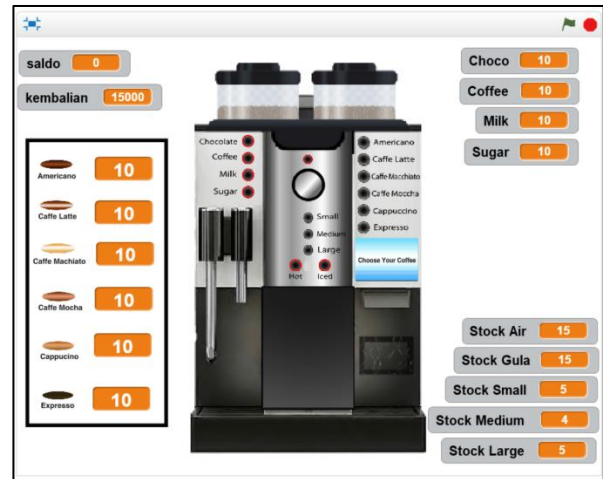 saldo 0
kembalian 15000
Americano 10
Caffe Latte 10
Caffe Machiato 10
Caffe Mocha 10
Cappucino 10
Expresso 10
Chocolate
Coffee
Milk
Sugar
Small
Medium
Large
Hot Iced
Americano
Caffe Latte
Caffe Macchiato
Caffe Moccha
Cappuccino
Expresso
Choose Your Coffee
Choco 10
Coffee 10
Milk 10
Sugar 10
Stock Air 15
Stock Gula 15
Stock Small 5
Stock Medium 4
Stock Large 5